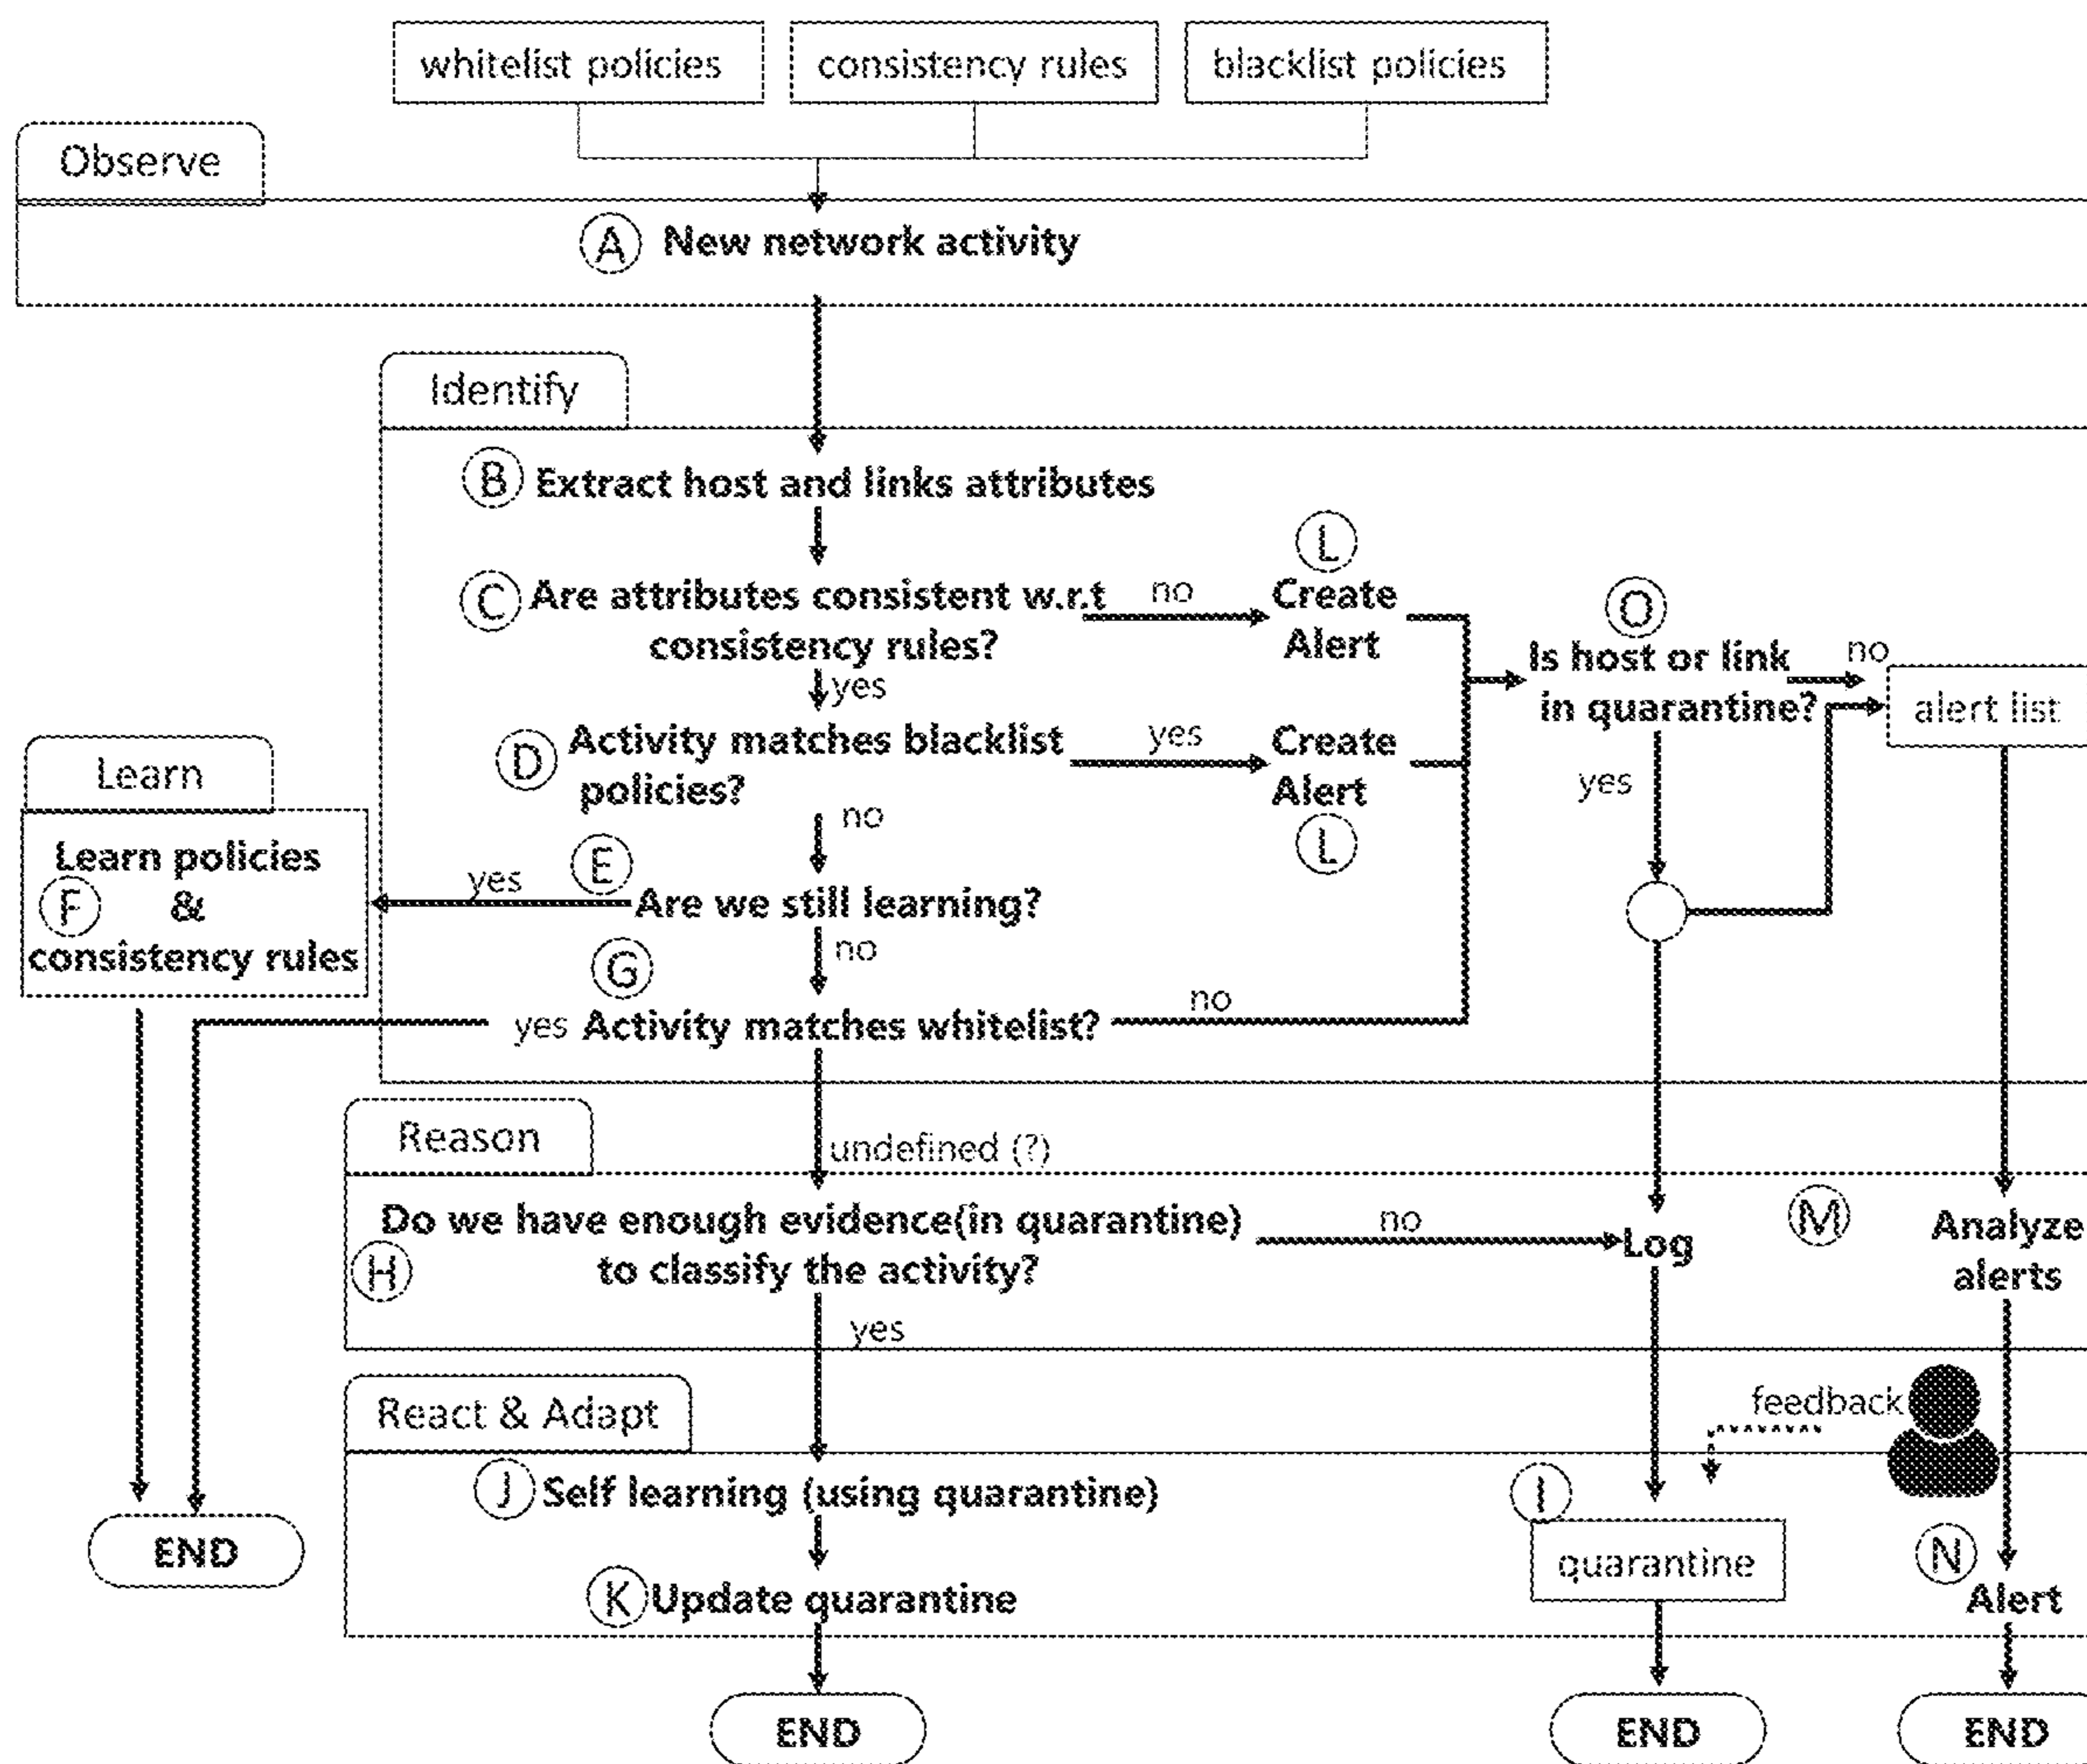 whitelist policies
consistency rules
blacklist policies
Observe
A New network activity
Identify
B Extract host and links attributes
C Are attributes consistent w.r.t
consistency rules?
no
L
Create
Alert
yes
O
Is host or link
in quarantine?
no
alert list
yes
D Activity matches blacklist
policies?
yes
Create
Alert
L
no
Learn
Learn policies
F &
consistency rules
yes
E
Are we still learning?
no
G
yes Activity matches whitelist?
no
Reason
undefined (?)
Do we have enough evidence(in quarantine)
H to classify the activity?
no
Log
M
Analyze
alerts
yes
React & Adapt
feedback
J Self learning (using quarantine)
I
quarantine
N
Alert
K Update quarantine
END
END
END
END